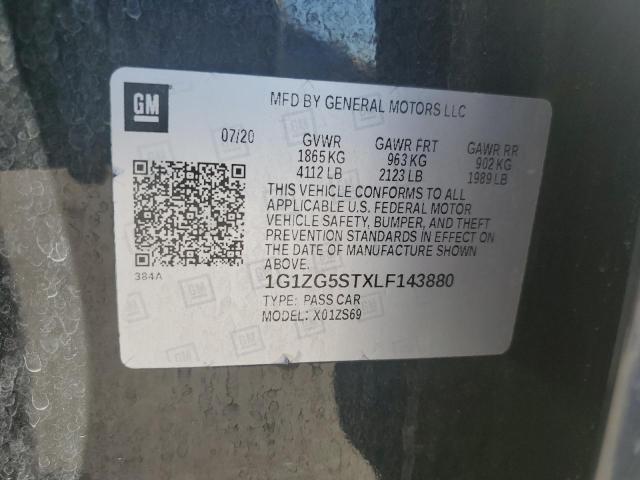 GM
MFD BY GENERAL MOTORS LLC
07/20 GVWR GAWR FRT GAWR RR
1865 KG 963 KG 902 KG
4112 LB 2123 LB 1989 LB
THIS VEHICLE CONFORMS TO ALL
APPLICABLE U.S. FEDERAL MOTOR
VEHICLE SAFETY, BUMPER, AND THEFT
PREVENTION STANDARDS IN EFFECT ON
THE DATE OF MANUFACTURE SHOWN
ABOVE.
384A
1G1ZG5STXLF143880
TYPE: PASS CAR
MODEL: X01ZS69